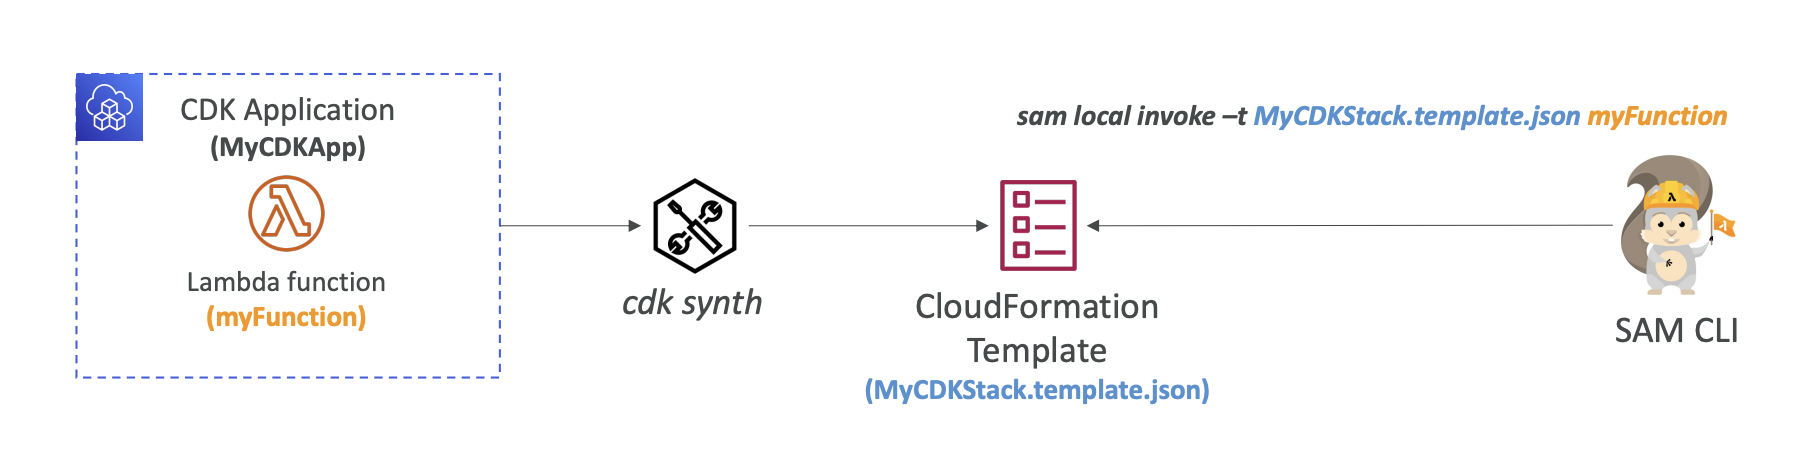 CDK Application
(MyCDKApp)
Lambda function
(myFunction)
cdk synth
CloudFormation
Template
(MyCDKStack.template.json)
sam local invoke –t MyCDKStack.template.json myFunction
SAM CLI